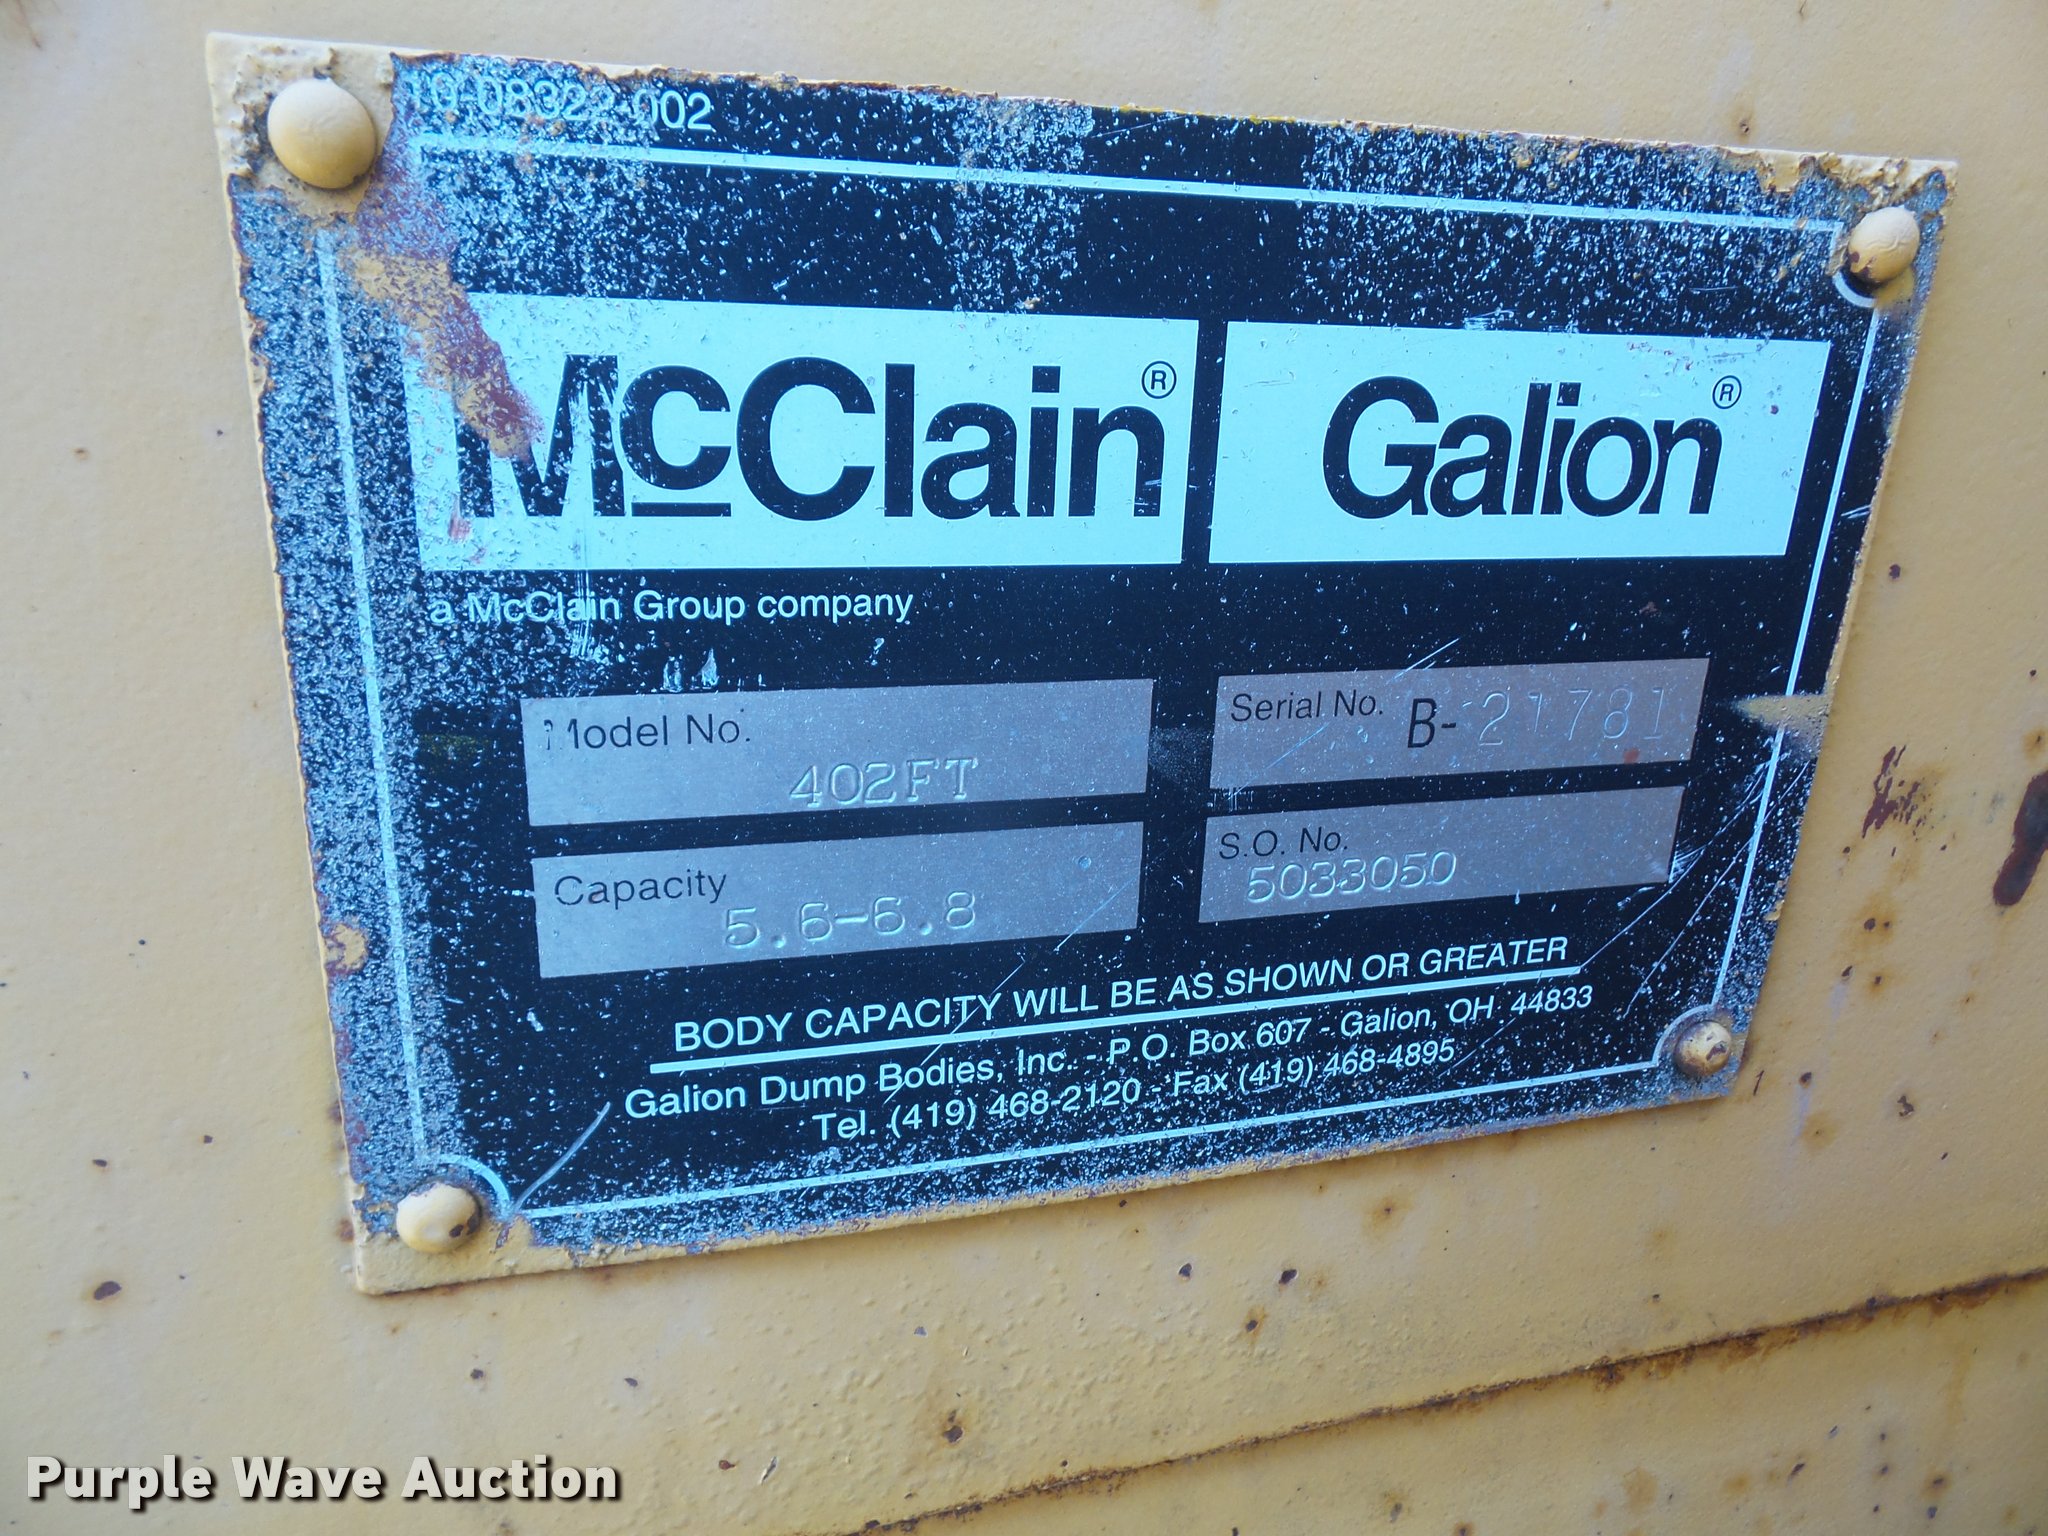 10-08322-002
McClain® Galion®
a McClain Group company
Model No. 402FT
Serial No. B-21781
Capacity 5.6-6.8
S.O. No. 5033050
BODY CAPACITY WILL BE AS SHOWN OR GREATER
Galion Dump Bodies, Inc. - P.O. Box 607 - Galion, OH 44833
Tel. (419) 468-2120 - Fax (419) 468-4895
Purple Wave Auction